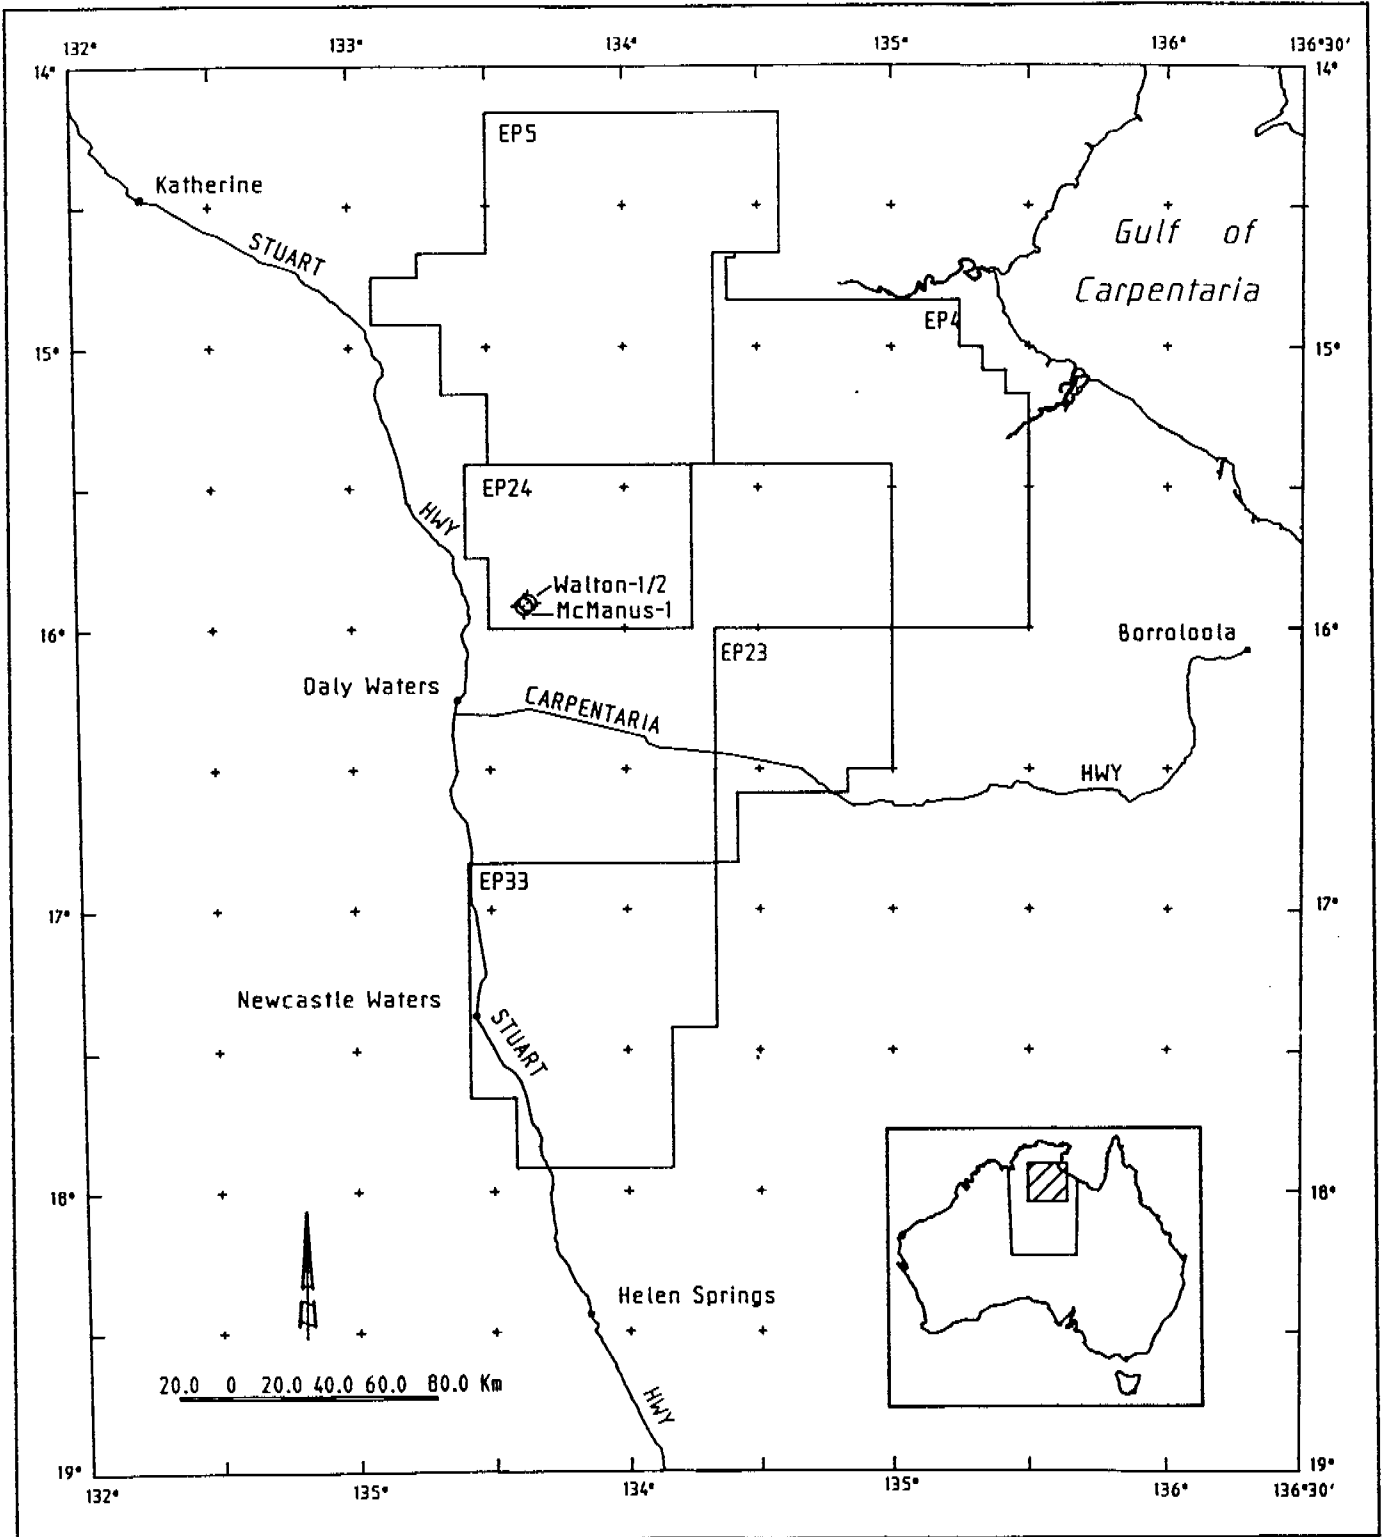 132° 133° 134° 135° 136° 136°30'
14° 14°
EP5
Katherine
STUART
Gulf of
Carpentaria
EP4
15° 15°
EP24
HWY
Walton-1/2
McManus-1
16° 16°
Borroloola
EP23
Daly Waters
CARPENTARIA
HWY
EP33
17° 17°
Newcastle Waters
STUART
18° 18°
Helen Springs
20.0 0 20.0 40.0 60.0 80.0 Km
HWY
19° 19°
132° 135° 134° 135° 136° 136°30'